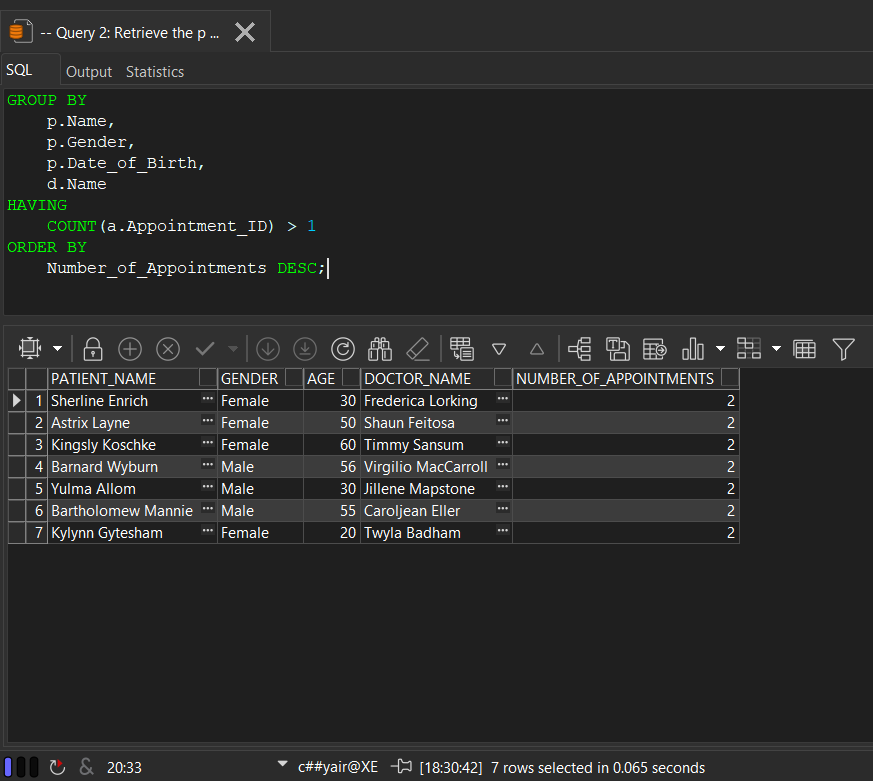 -- Query 2: Retrieve the p ...
SQL Output Statistics
GROUP BY
p.Name,
p.Gender,
p.Date_of_Birth,
d.Name
HAVING
COUNT(a.Appointment_ID) > 1
ORDER BY
Number_of_Appointments DESC;
PATIENT_NAME GENDER AGE DOCTOR_NAME NUMBER_OF_APPOINTMENTS
1 Sherline Enrich ··· Female 30 Frederica Lorking ··· 2
2 Astrix Layne ··· Female 50 Shaun Feitosa ··· 2
3 Kingsly Koschke ··· Female 60 Timmy Sansum ··· 2
4 Barnard Wyburn ··· Male 56 Virgilio MacCarroll ··· 2
5 Yulma Allom ··· Male 30 Jillene Mapstone ··· 2
6 Bartholomew Mannie ··· Male 55 Caroljean Eller ··· 2
7 Kylynn Gytesham ··· Female 20 Twyla Badham ··· 2
& 20:33 c##yair@XE [18:30:42] 7 rows selected in 0.065 seconds